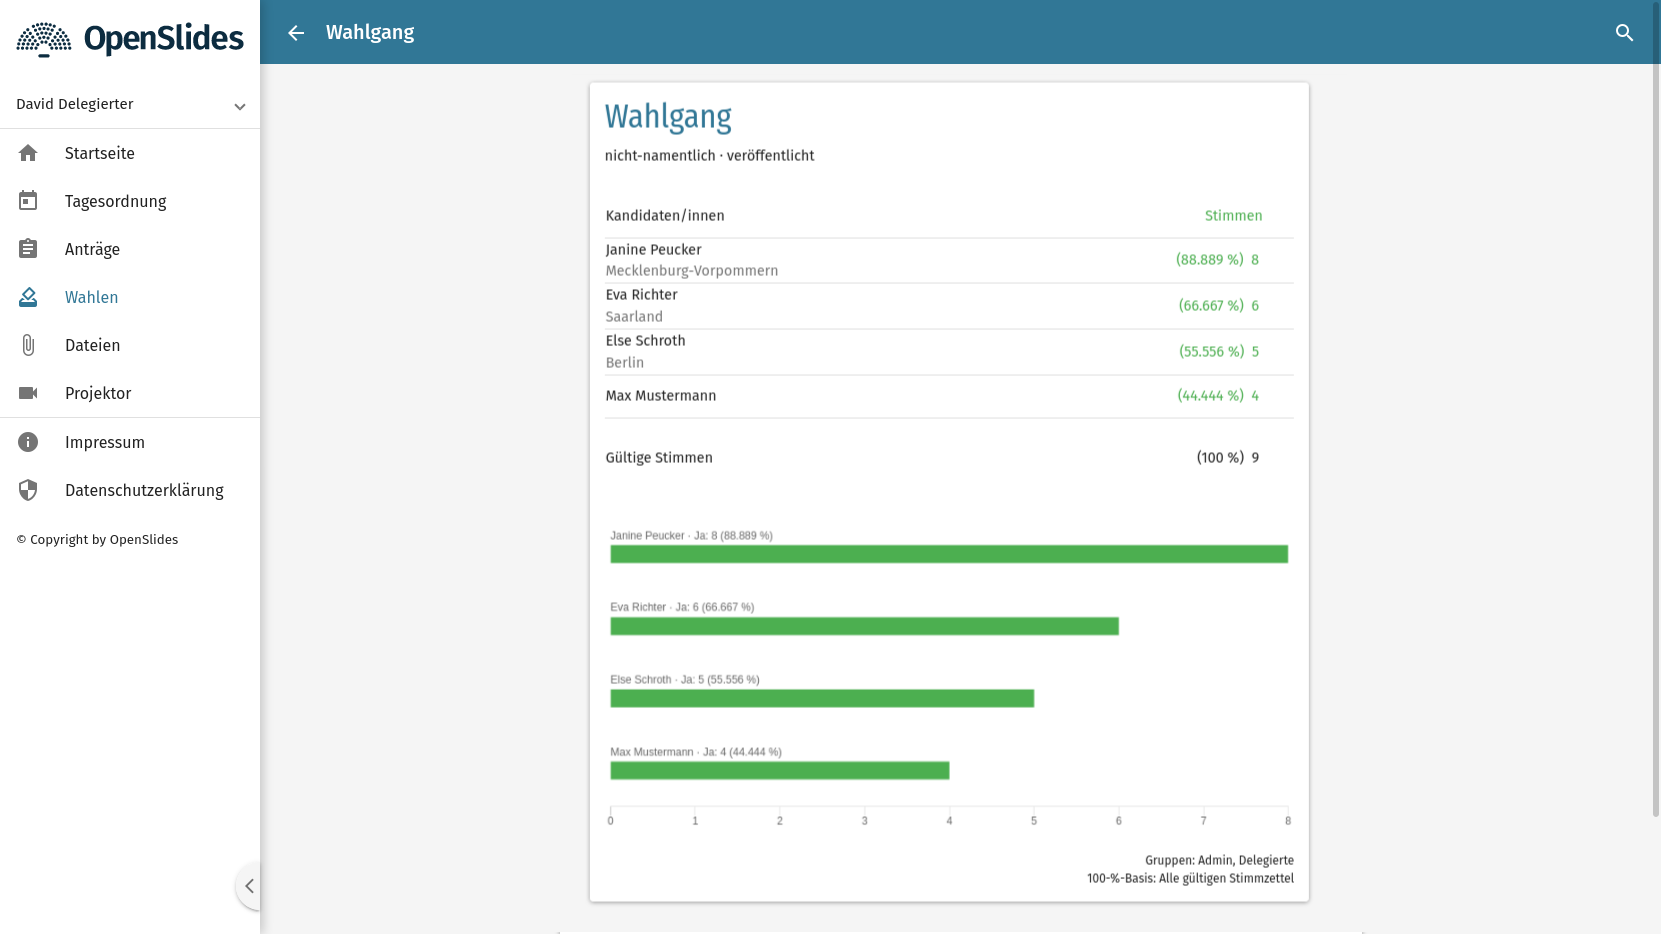 OpenSlides
David Delegierter
Startseite
Tagesordnung
Anträge
Wahlen
Dateien
Projektor
Impressum
Datenschutzerklärung
© Copyright by OpenSlides
Wahlgang
Wahlgang
nicht-namentlich · veröffentlicht
Kandidaten/innen Stimmen
Janine Peucker
Mecklenburg-Vorpommern
(88.889 %) 8
Eva Richter
Saarland
(66.667 %) 6
Else Schroth
Berlin
(55.556 %) 5
Max Mustermann (44.444 %) 4
Gültige Stimmen (100 %) 9
Janine Peucker · Ja: 8 (88.889 %)
Eva Richter · Ja: 6 (66.667 %)
Else Schroth · Ja: 5 (55.556 %)
Max Mustermann · Ja: 4 (44.444 %)
0 1 2 3 4 5 6 7 8
Gruppen: Admin, Delegierte
100-%-Basis: Alle gültigen Stimmzettel